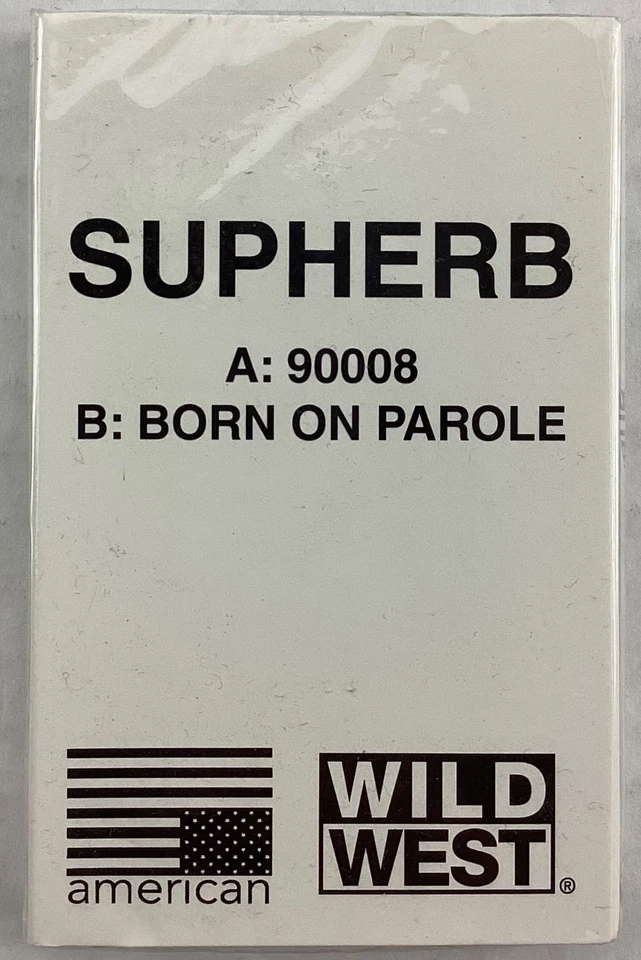 SUPHERB
A: 90008
B: BORN ON PAROLE
american
WILD
WEST®